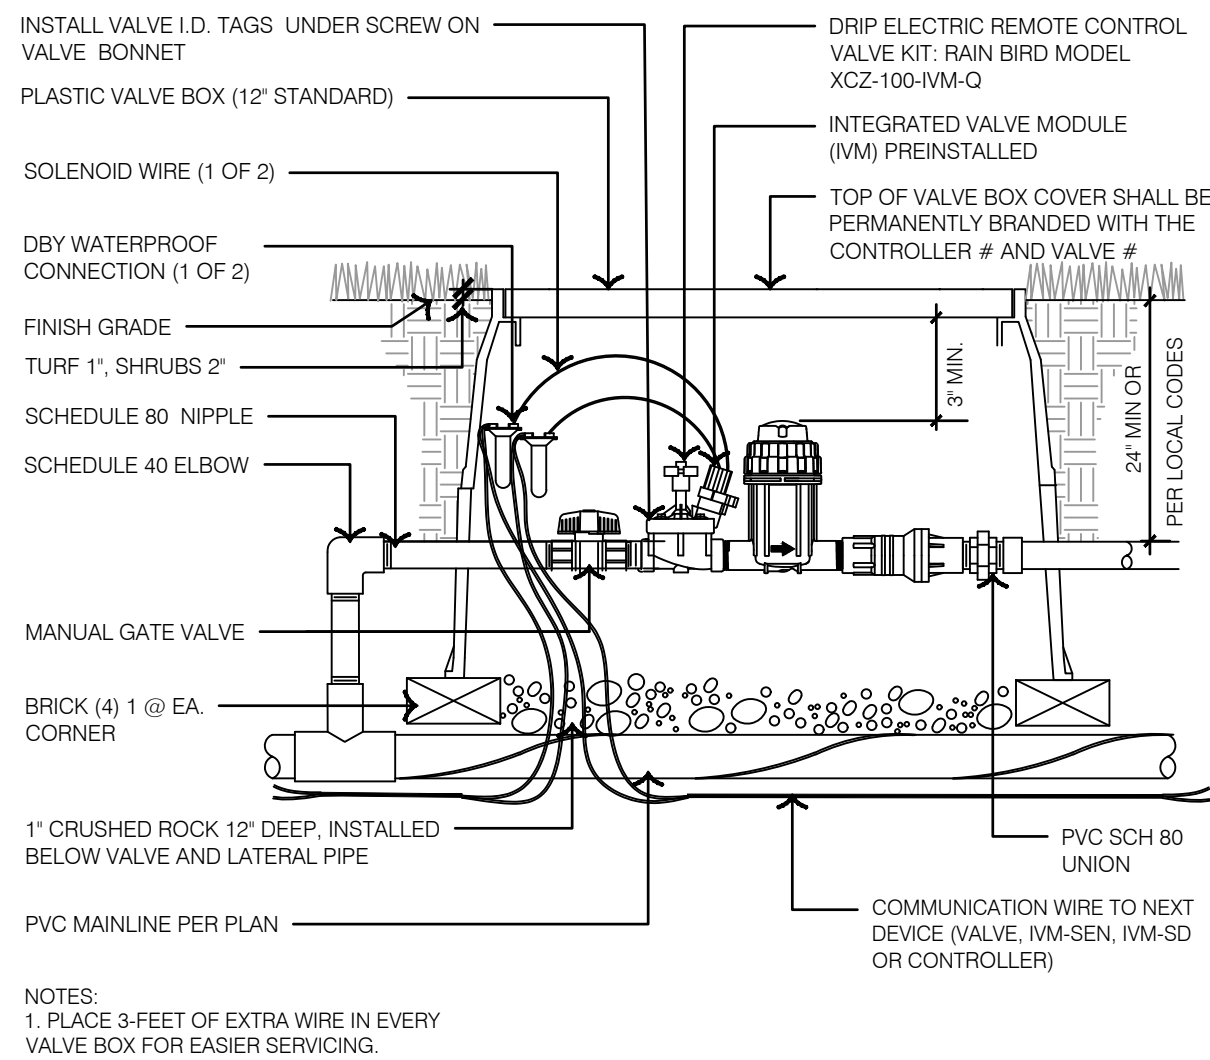 INSTALL VALVE I.D. TAGS UNDER SCREW ON
VALVE BONNET
PLASTIC VALVE BOX (12" STANDARD)
SOLENOID WIRE (1 OF 2)
DBY WATERPROOF
CONNECTION (1 OF 2)
FINISH GRADE
TURF 1", SHRUBS 2"
SCHEDULE 80 NIPPLE
SCHEDULE 40 ELBOW
MANUAL GATE VALVE
BRICK (4) 1 @ EA.
CORNER
1" CRUSHED ROCK 12" DEEP, INSTALLED
BELOW VALVE AND LATERAL PIPE
PVC MAINLINE PER PLAN
DRIP ELECTRIC REMOTE CONTROL
VALVE KIT: RAIN BIRD MODEL
XCZ-100-IVM-Q
INTEGRATED VALVE MODULE
(IVM) PREINSTALLED
TOP OF VALVE BOX COVER SHALL BE
PERMANENTLY BRANDED WITH THE
CONTROLLER # AND VALVE #
3" MIN.
24" MIN OR
PER LOCAL CODES
PVC SCH 80
UNION
COMMUNICATION WIRE TO NEXT
DEVICE (VALVE, IVM-SEN, IVM-SD
OR CONTROLLER)
NOTES:
1. PLACE 3-FEET OF EXTRA WIRE IN EVERY
VALVE BOX FOR EASIER SERVICING.